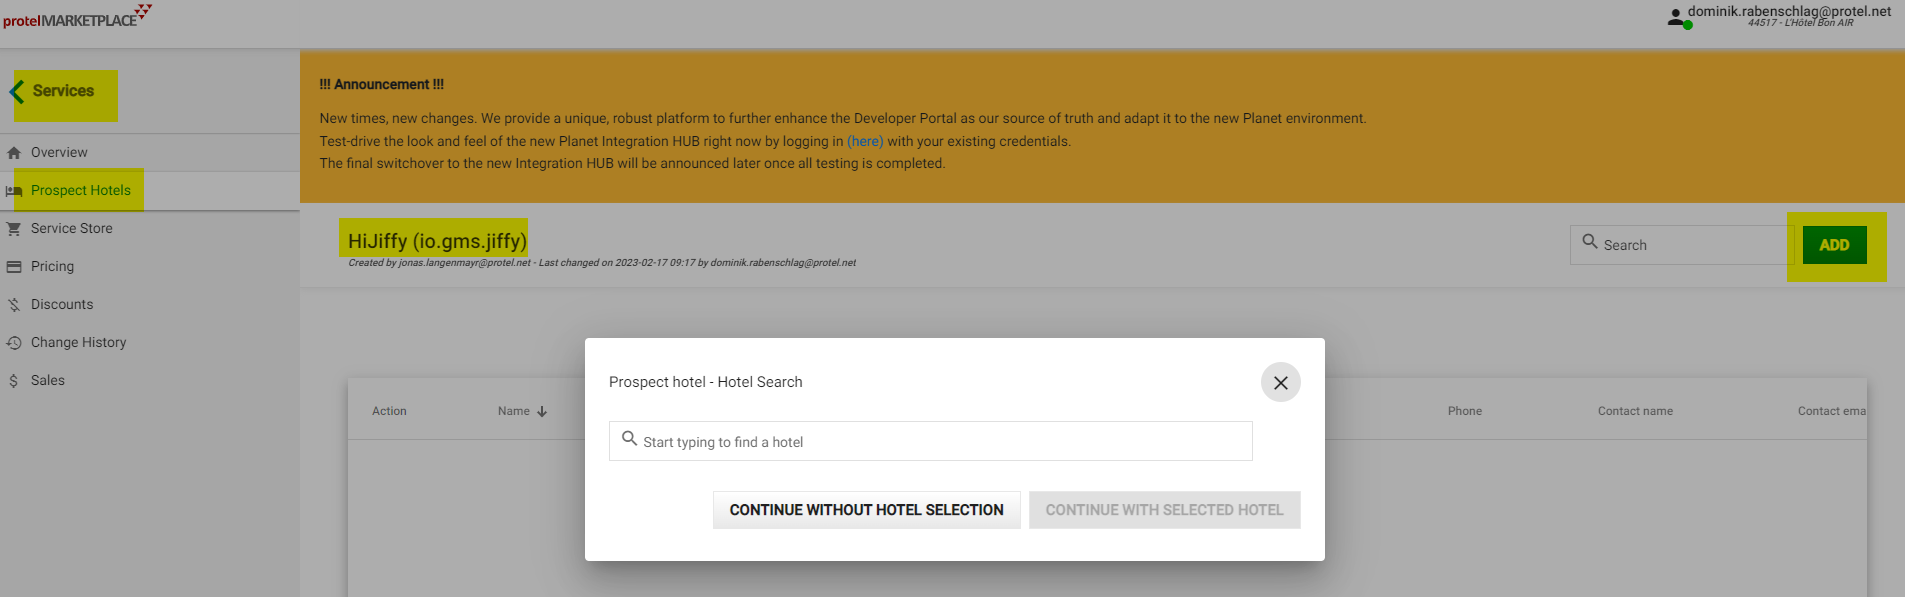 protelMARKETPLACE
dominik.rabenschlag@protel.net
44517 - L'Hôtel Bon AIR
Services
Overview
Prospect Hotels
Service Store
Pricing
Discounts
Change History
Sales
!!! Announcement !!!
New times, new changes. We provide a unique, robust platform to further enhance the Developer Portal as our source of truth and adapt it to the new Planet environment.
Test-drive the look and feel of the new Planet Integration HUB right now by logging in (here) with your existing credentials.
The final switchover to the new Integration HUB will be announced later once all testing is completed.
HiJiffy (io.gms.jiffy)
Created by jonas.langenmayr@protel.net - Last changed on 2023-02-17 09:17 by dominik.rabenschlag@protel.net
Search
ADD
Action Name Phone Contact name Contact ema
Prospect hotel - Hotel Search
Start typing to find a hotel
CONTINUE WITHOUT HOTEL SELECTION CONTINUE WITH SELECTED HOTEL